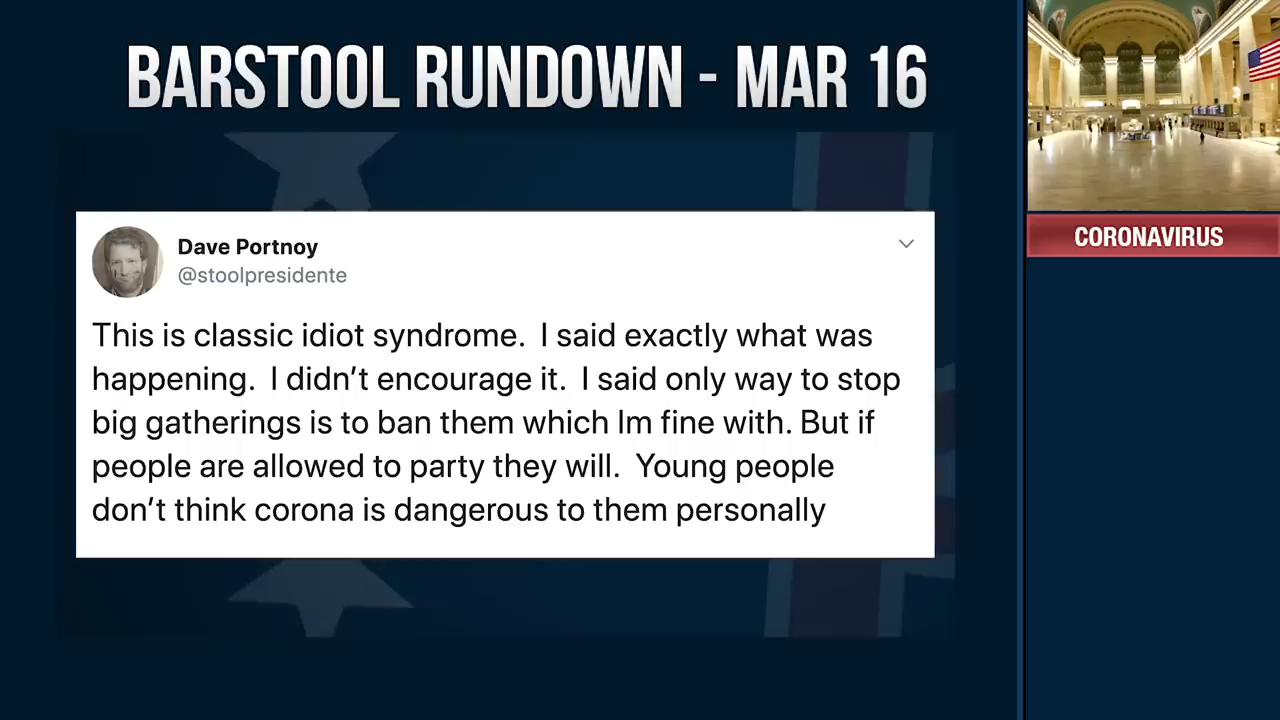 BARSTOOL RUNDOWN - MAR 16
Dave Portnoy
@stoolpresidente
This is classic idiot syndrome.  I said exactly what was
happening.  I didn’t encourage it.  I said only way to stop
big gatherings is to ban them which Im fine with. But if
people are allowed to party they will.  Young people
don’t think corona is dangerous to them personally
CORONAVIRUS